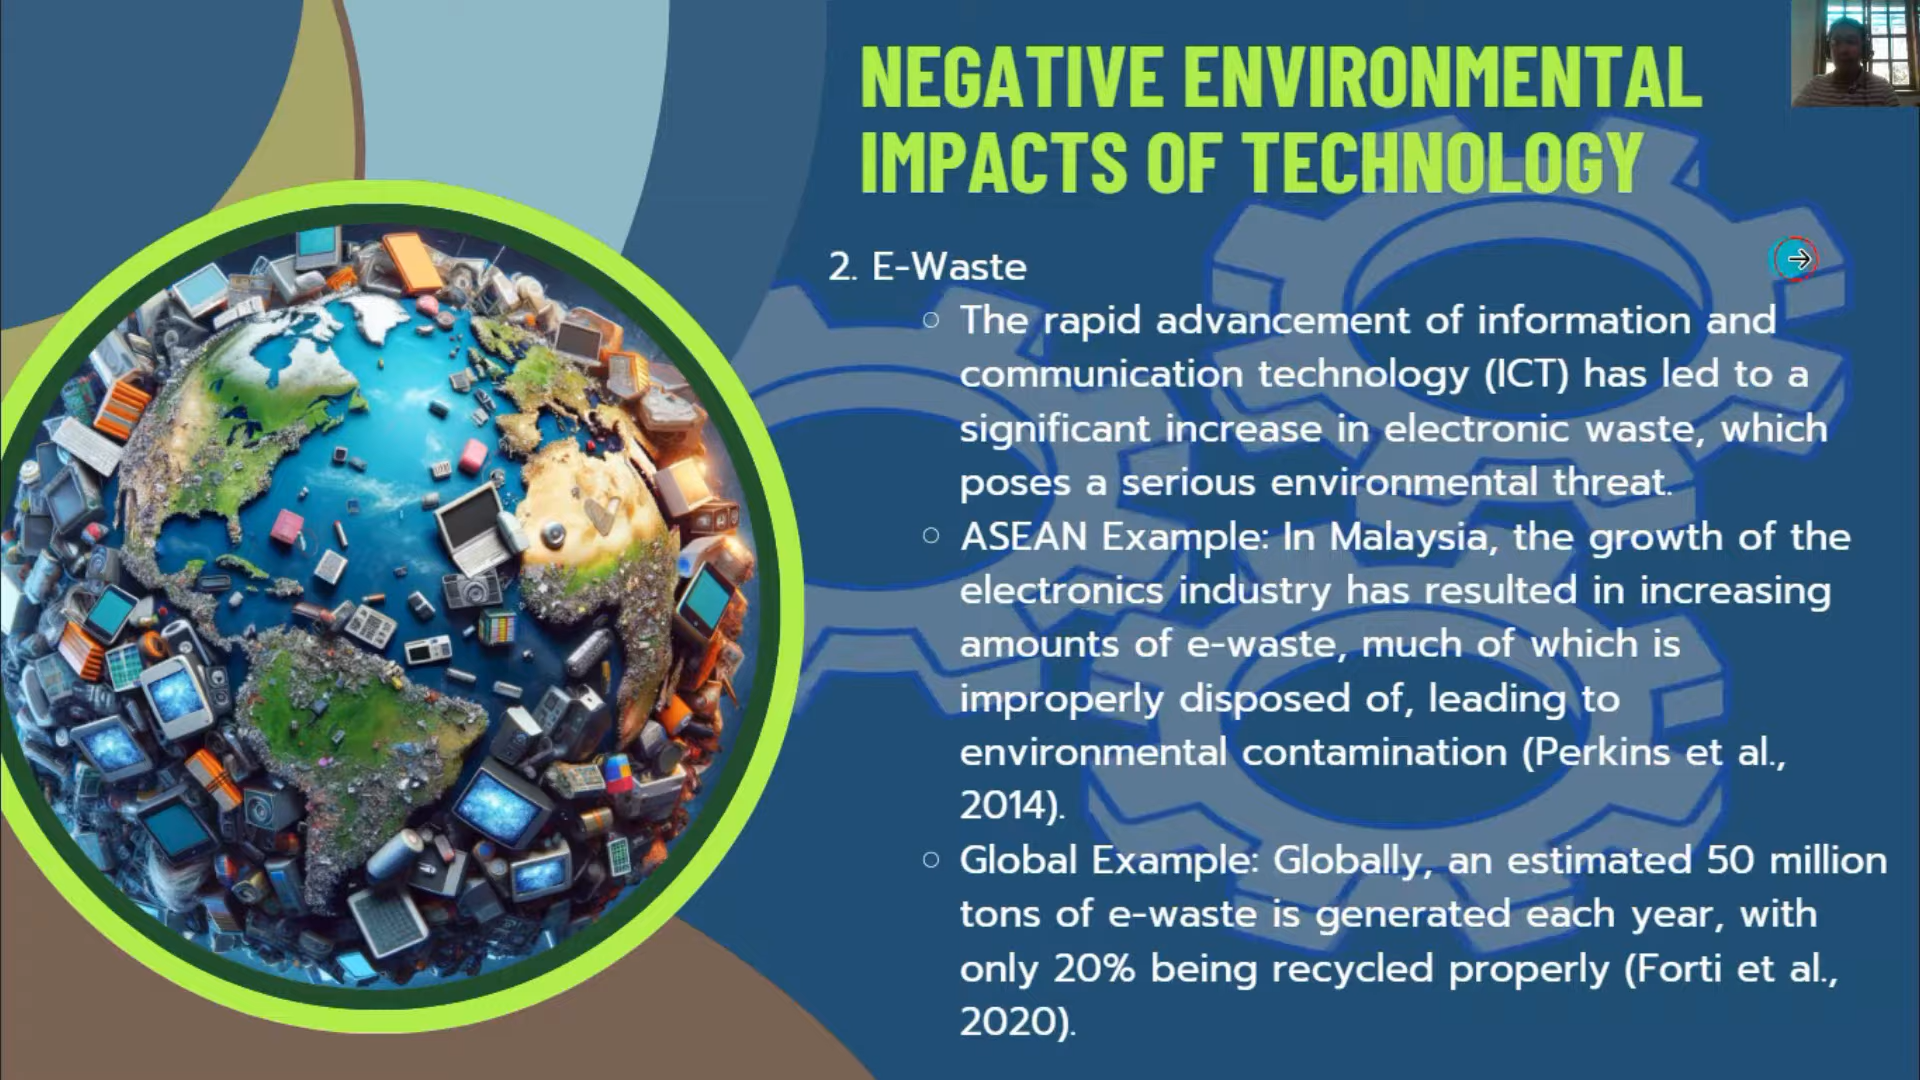 NEGATIVE ENVIRONMENTAL
IMPACTS OF TECHNOLOGY
2. E-Waste
The rapid advancement of information and
communication technology (ICT) has led to a
significant increase in electronic waste, which
poses a serious environmental threat.
ASEAN Example: In Malaysia, the growth of the
electronics industry has resulted in increasing
amounts of e-waste, much of which is
improperly disposed of, leading to
environmental contamination (Perkins et al.,
2014).
Global Example: Globally, an estimated 50 million
tons of e-waste is generated each year, with
only 20% being recycled properly (Forti et al.,
2020).